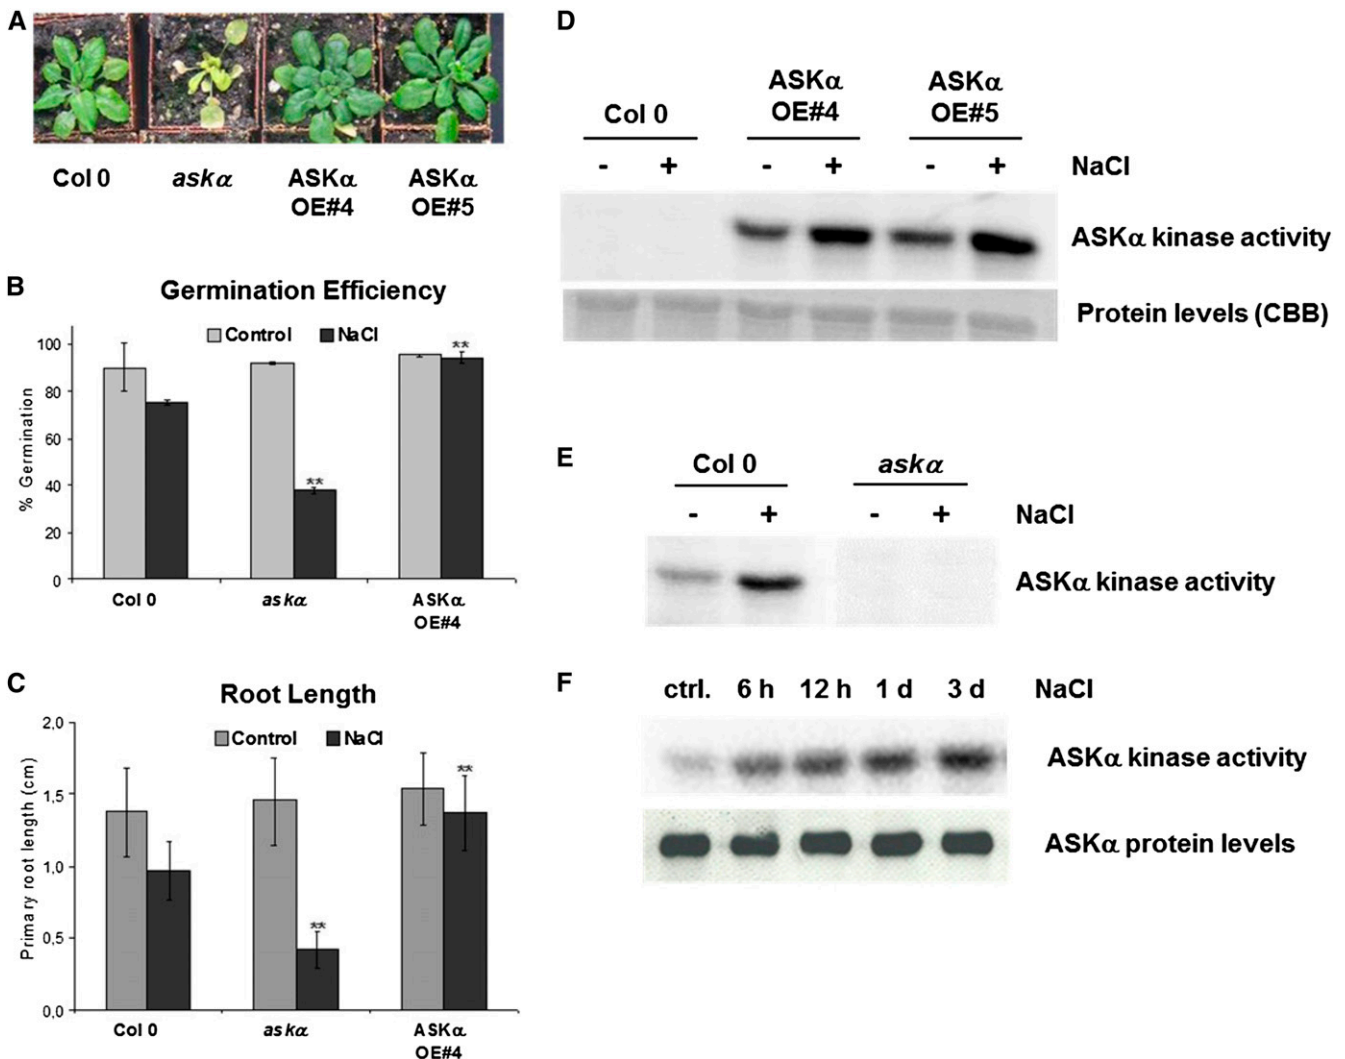 A
Col 0
askα
ASKα
OE#4
ASKα
OE#5
B
Germination Efficiency
Control
NaCl
% Germination
100
80
60
40
20
0
**
**
Col 0
askα
ASKα
OE#4
C
Root Length
Control
NaCl
Primary root length (cm)
2,0
1,5
1,0
0,5
0,0
**
**
Col 0
askα
ASKα
OE#4
D
Col 0
ASKα
OE#4
ASKα
OE#5
- + - + - + NaCl
ASKα kinase activity
Protein levels (CBB)
E
Col 0
askα
- + - + NaCl
ASKα kinase activity
F
ctrl. 6 h 12 h 1 d 3 d NaCl
ASKα kinase activity
ASKα protein levels